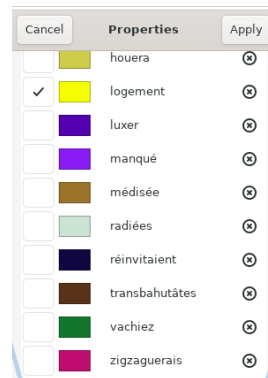 Cancel Properties Apply
houera
logement
luxer
manqué
médisée
radiées
réinvitaient
transbahutâtes
vachiez
zigzaguerais